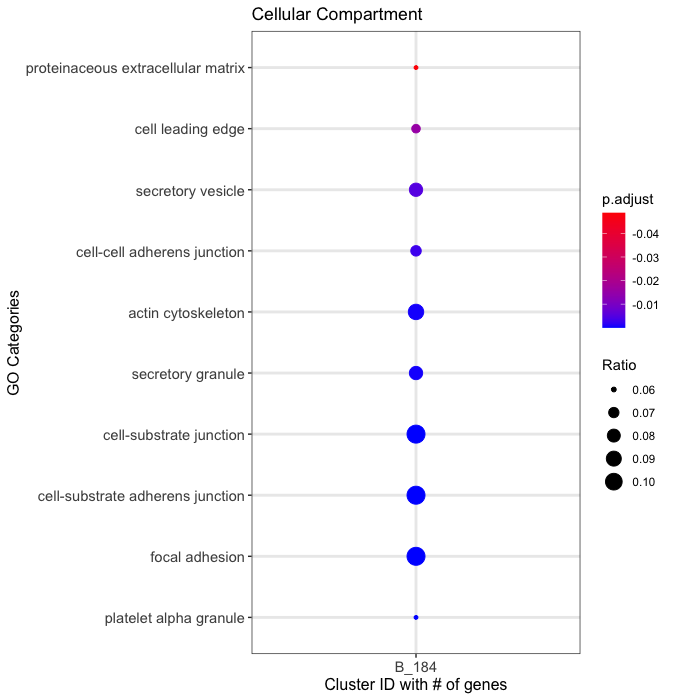 Cellular Compartment
GO Categories
proteinaceous extracellular matrix
cell leading edge
secretory vesicle
cell-cell adherens junction
actin cytoskeleton
secretory granule
cell-substrate junction
cell-substrate adherens junction
focal adhesion
platelet alpha granule
B_184
Cluster ID with # of genes
p.adjust
-0.04
-0.03
-0.02
-0.01
Ratio
0.06
0.07
0.08
0.09
0.10